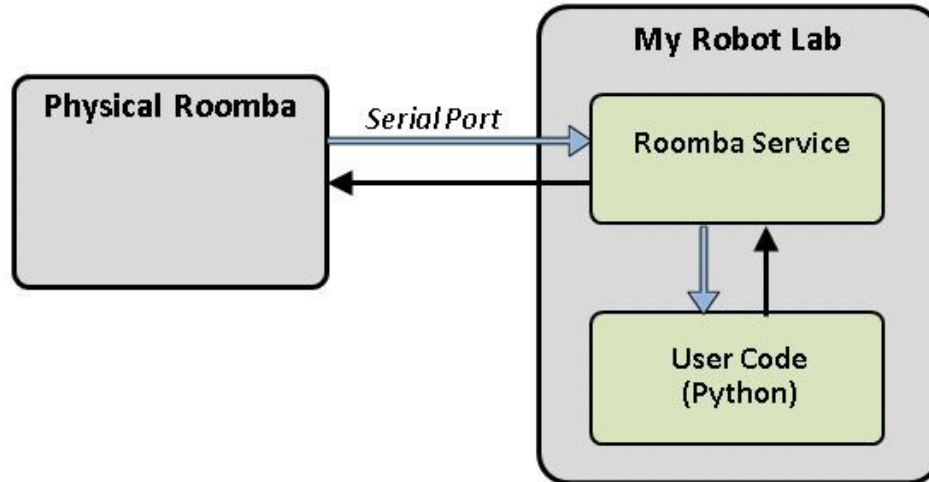 My Robot Lab
Physical Roomba
Serial Port
Roomba Service
User Code
(Python)